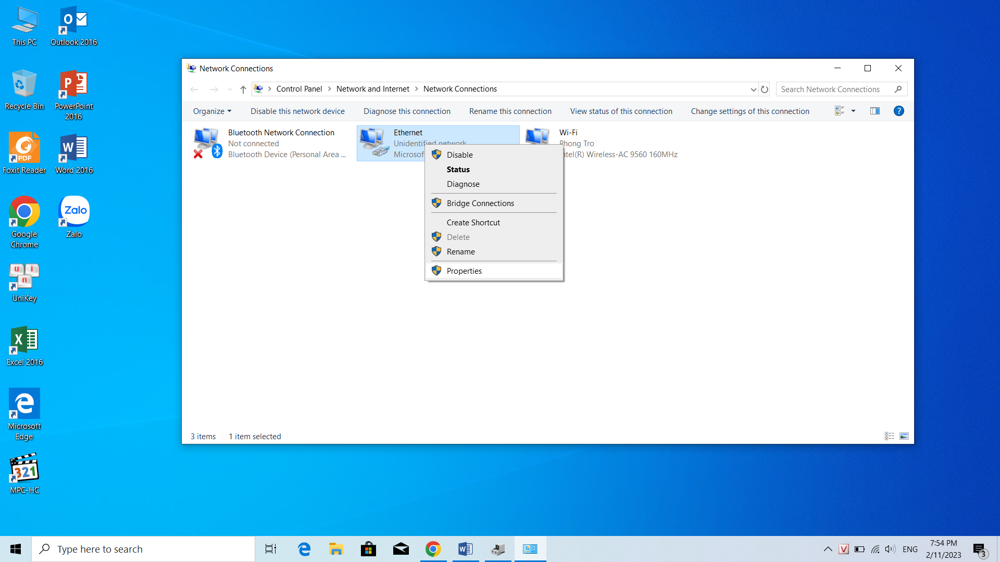 This PC
Outlook 2016
Recycle Bin
PowerPoint
2016
Foxit Reader
PDF
Word 2016
Google
Chrome
Zalo
Zalo
UniKey
Excel 2016
Microsoft
Edge
321
MPC-HC
Network Connections
Control Panel
Network and Internet
Network Connections
Search Network Connections
Organize
Disable this network device
Diagnose this connection
Rename this connection
View status of this connection
Change settings of this connection
Bluetooth Network Connection
Not connected
Bluetooth Device (Personal Area ...
Ethernet
Unidentified network
Microsof
Wi-Fi
Phong Tro
ntel(R) Wireless-AC 9560 160MHz
Disable
Status
Diagnose
Bridge Connections
Create Shortcut
Delete
Rename
Properties
3 items
1 item selected
Type here to search
ENG
7:54 PM
2/11/2023
3